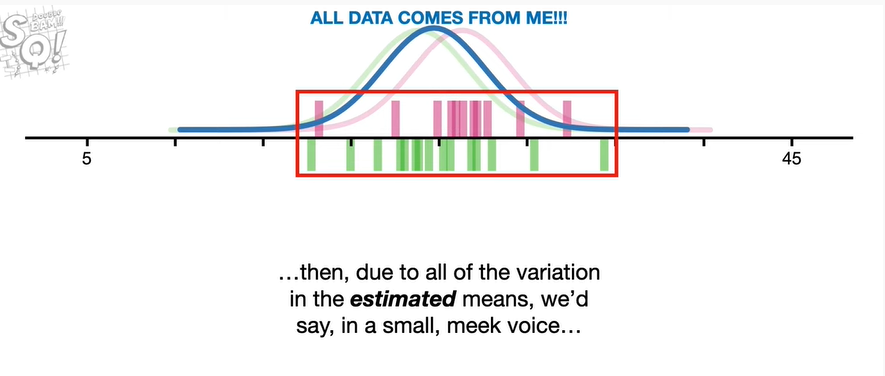 ALL DATA COMES FROM ME!!!
SQ!
5
45
…then, due to all of the variation
in the estimated means, we’d
say, in a small, meek voice…